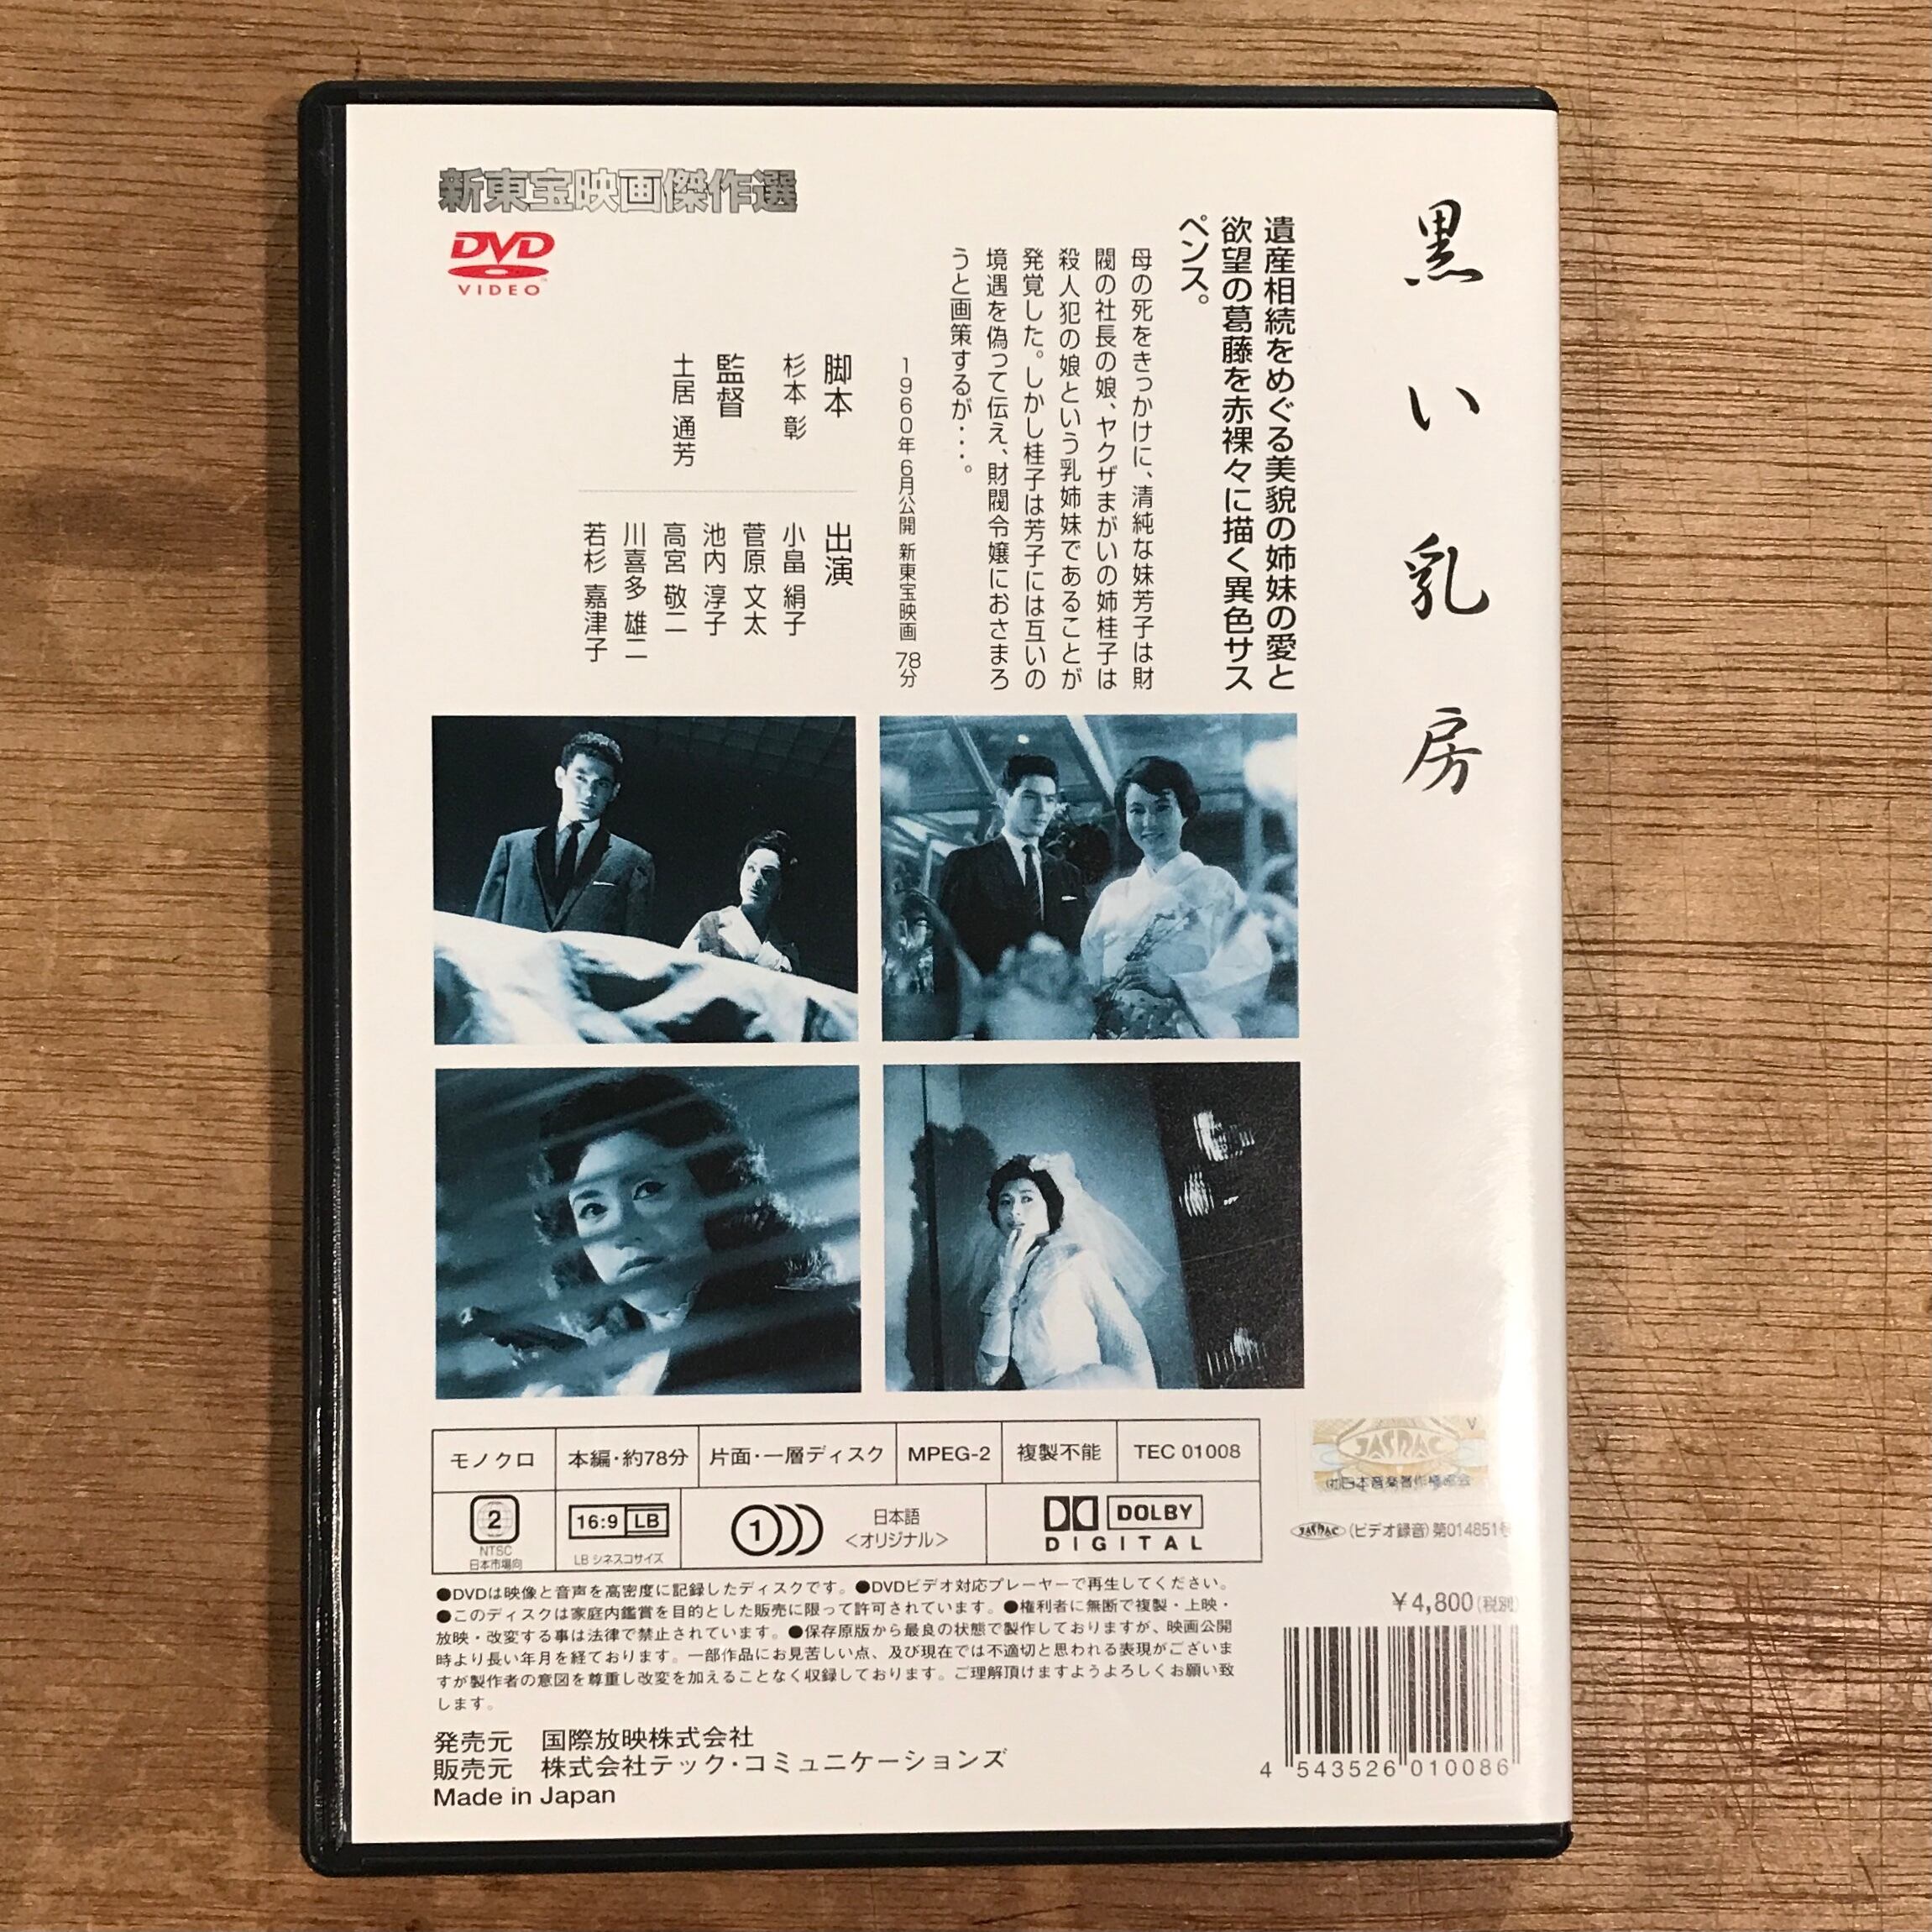 黒い乳房
遺産相続をめぐる美貌の姉妹の愛と
欲望の葛藤を赤裸々に描く異色サス
ペンス。
母の死をきっかけに、清純な妹芳子は財
閥の社長の娘、ヤクザまがいの姉桂子は
殺人犯の娘という乳姉妹であることが
発覚した。しかし桂子は芳子には互いの
境遇を偽って伝え、財閥令嬢におさまろ
うと画策するが・・・。
1960年6月公開 新東宝映画 78分
新東宝映画傑作選
DVD
VIDEO
脚本
杉本 彰
監督
土居 通芳
出演
小畠 絹子
菅原 文太
池内 淳子
高宮 敬二
川喜多 雄二
若杉 嘉津子
モノクロ 本編・約78分 片面・一層ディスク MPEG-2 複製不能 TEC 01008
2 16:9 LB 1 日本語 DOLBY
<オリジナル> DIGITAL
NTSC
日本市場向 LB シネスコサイズ
JASRAC
(社)日本音楽著作権協会
JASRAC (ビデオ録音)第014851号
●DVDは映像と音声を高密度に記録したディスクです。●DVDビデオ対応プレーヤーで再生してください。
●このディスクは家庭内鑑賞を目的とした販売に限って許可されています。●権利者に無断で複製・上映・
放映・改変する事は法律で禁止されています。●保存原版から最良の状態で製作しておりますが、映画公開
時より長い年月を経ております。一部作品にお見苦しい点、及び現在では不適切と思われる表現がございま
すが製作者の意図を尊重し改変を加えることなく収録しております。ご理解頂けますようよろしくお願い致
します。
¥4,800(税別)
4 543526 010086
発売元 国際放映株式会社
販売元 株式会社テック・コミュニケーションズ
Made in Japan